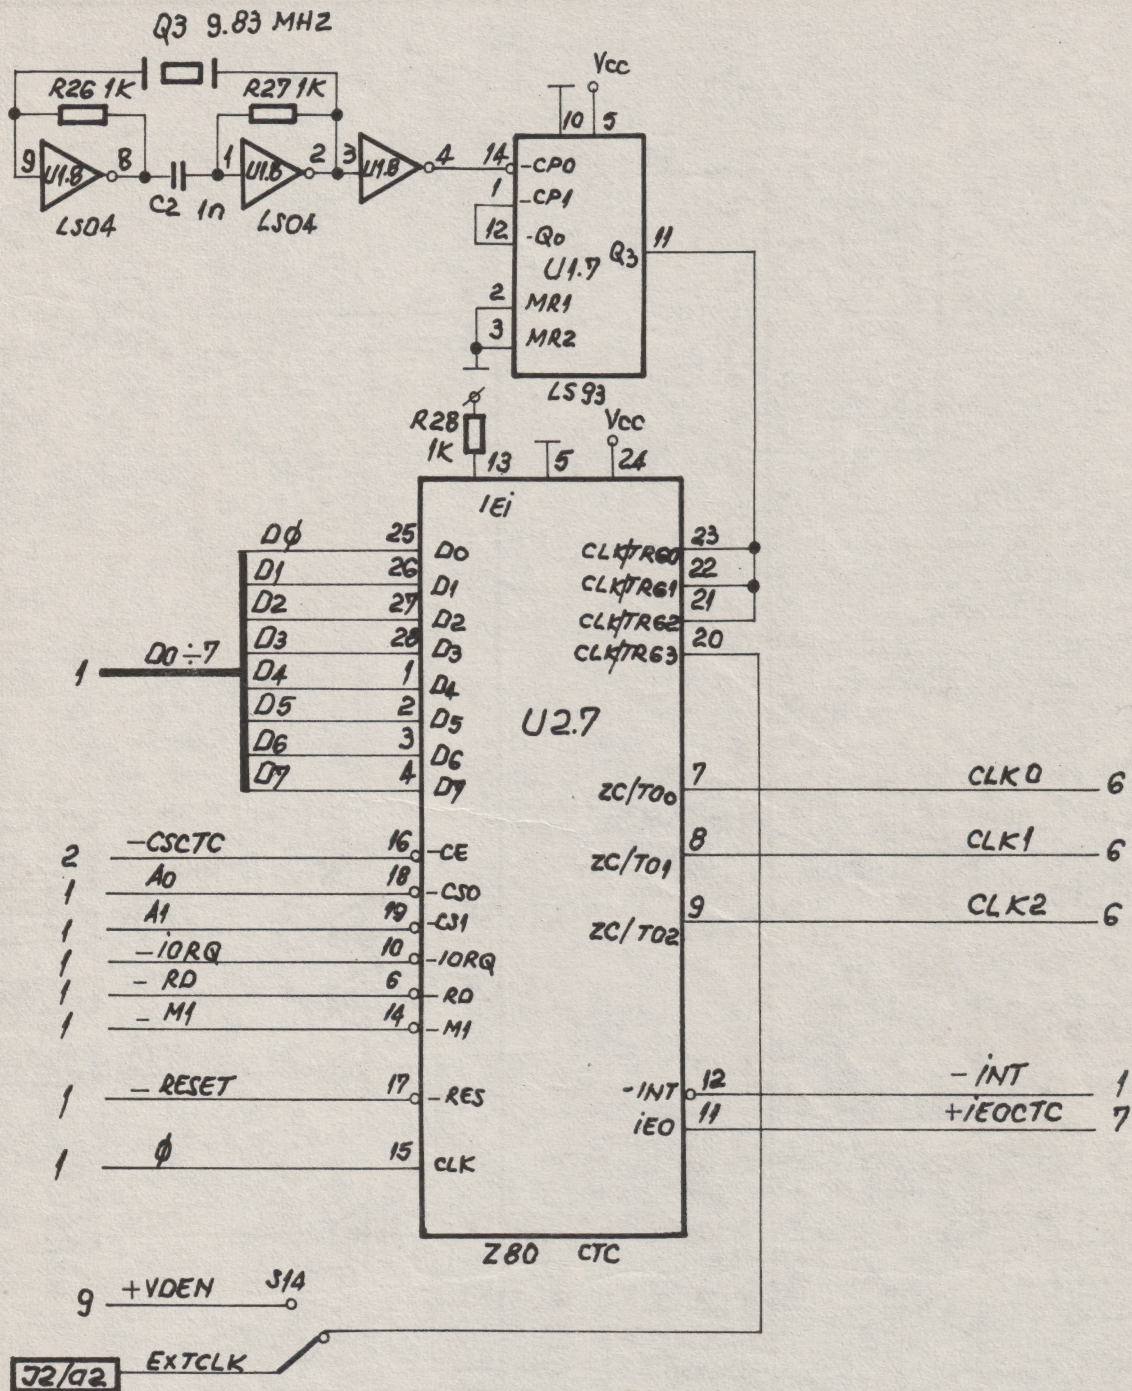 Q3 9.83 MHZ
R26 1K
R27 1K
9 U1.8 8
1 U1.8 2
3 U1.8 4
C2 1n
LS04
LS04
Vcc
10 5
14 -CP0
1 -CP1
12 -Q0
Q3 11
U1.7
2 MR1
3 MR2
LS93
R28
1K
Vcc
13 5 24
IEi
DØ 25 D0
D1 26 D1
D2 27 D2
D3 28 D3
D4 1 D4
D5 2 D5
D6 3 D6
D7 4 D7
1 D0÷7
CLK/TRG0 23
CLK/TRG1 22
CLK/TRG2 21
CLK/TRG3 20
U2.7
ZC/TO0 7 CLK0 6
ZC/TO1 8 CLK1 6
ZC/TO2 9 CLK2 6
2 -CSCTC 16 -CE
1 A0 18 -CS0
1 A1 19 -CS1
1 -iORQ 10 -IORQ
1 - RD 6 -RD
1 - M1 14 -M1
1 - RESET 17 -RES
1 ϕ 15 CLK
-INT 12 -iNT 1
iEO 11 +iEOCTC 7
Z80 CTC
9 +VDEN S14
J2/a2 EXTCLK